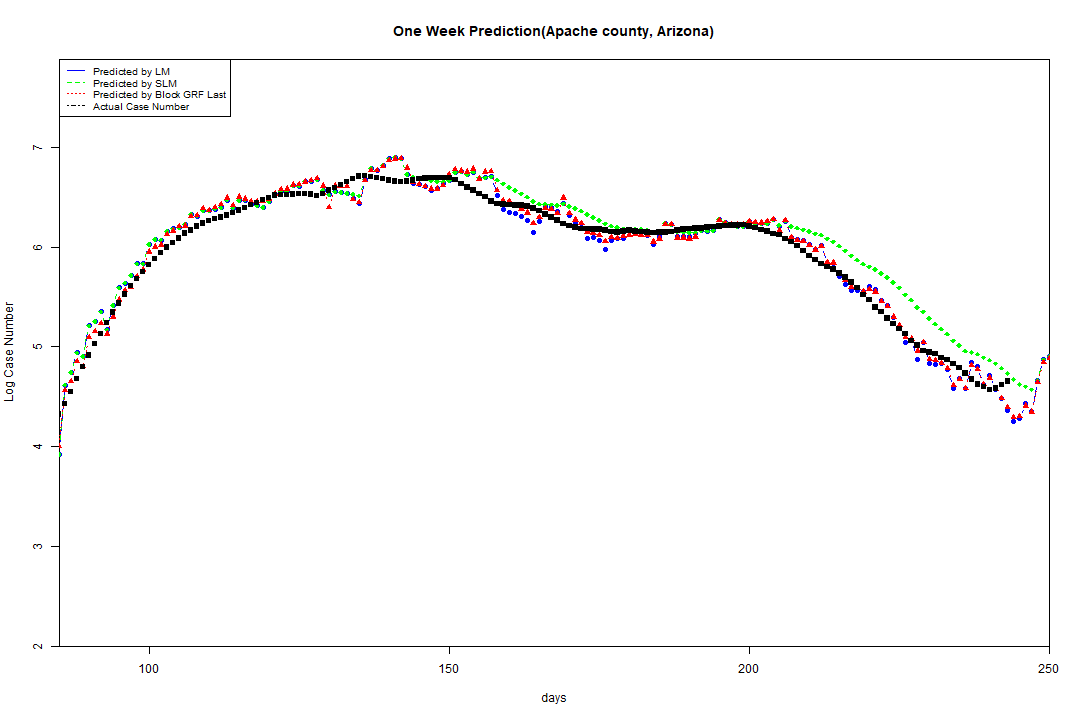 One Week Prediction(Apache county, Arizona)
Predicted by LM
Predicted by SLM
Predicted by Block GRF Last
Actual Case Number
7
6
5
4
3
2
Log Case Number
100
150
200
250
days